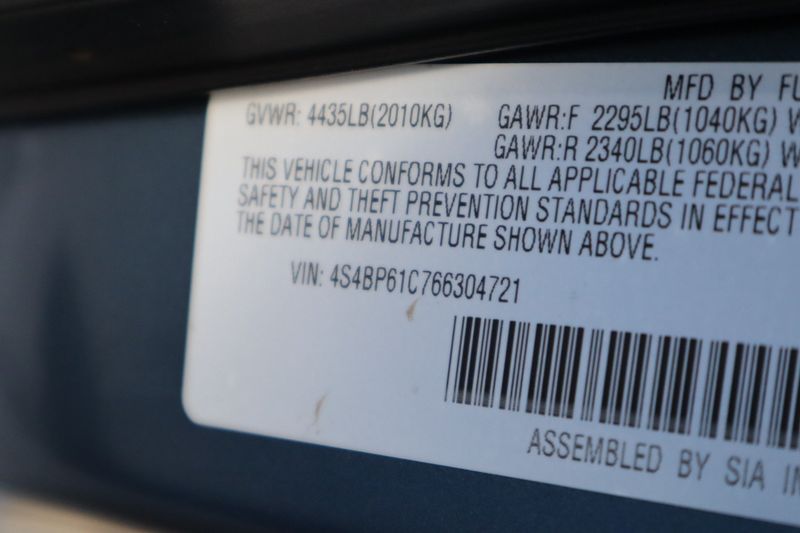 MFD BY FU
GVWR: 4435LB(2010KG) GAWR:F 2295LB(1040KG) W
GAWR:R 2340LB(1060KG) W
THIS VEHICLE CONFORMS TO ALL APPLICABLE FEDERAL
SAFETY AND THEFT PREVENTION STANDARDS IN EFFECT
THE DATE OF MANUFACTURE SHOWN ABOVE.
VIN: 4S4BP61C766304721
ASSEMBLED BY SIA IN